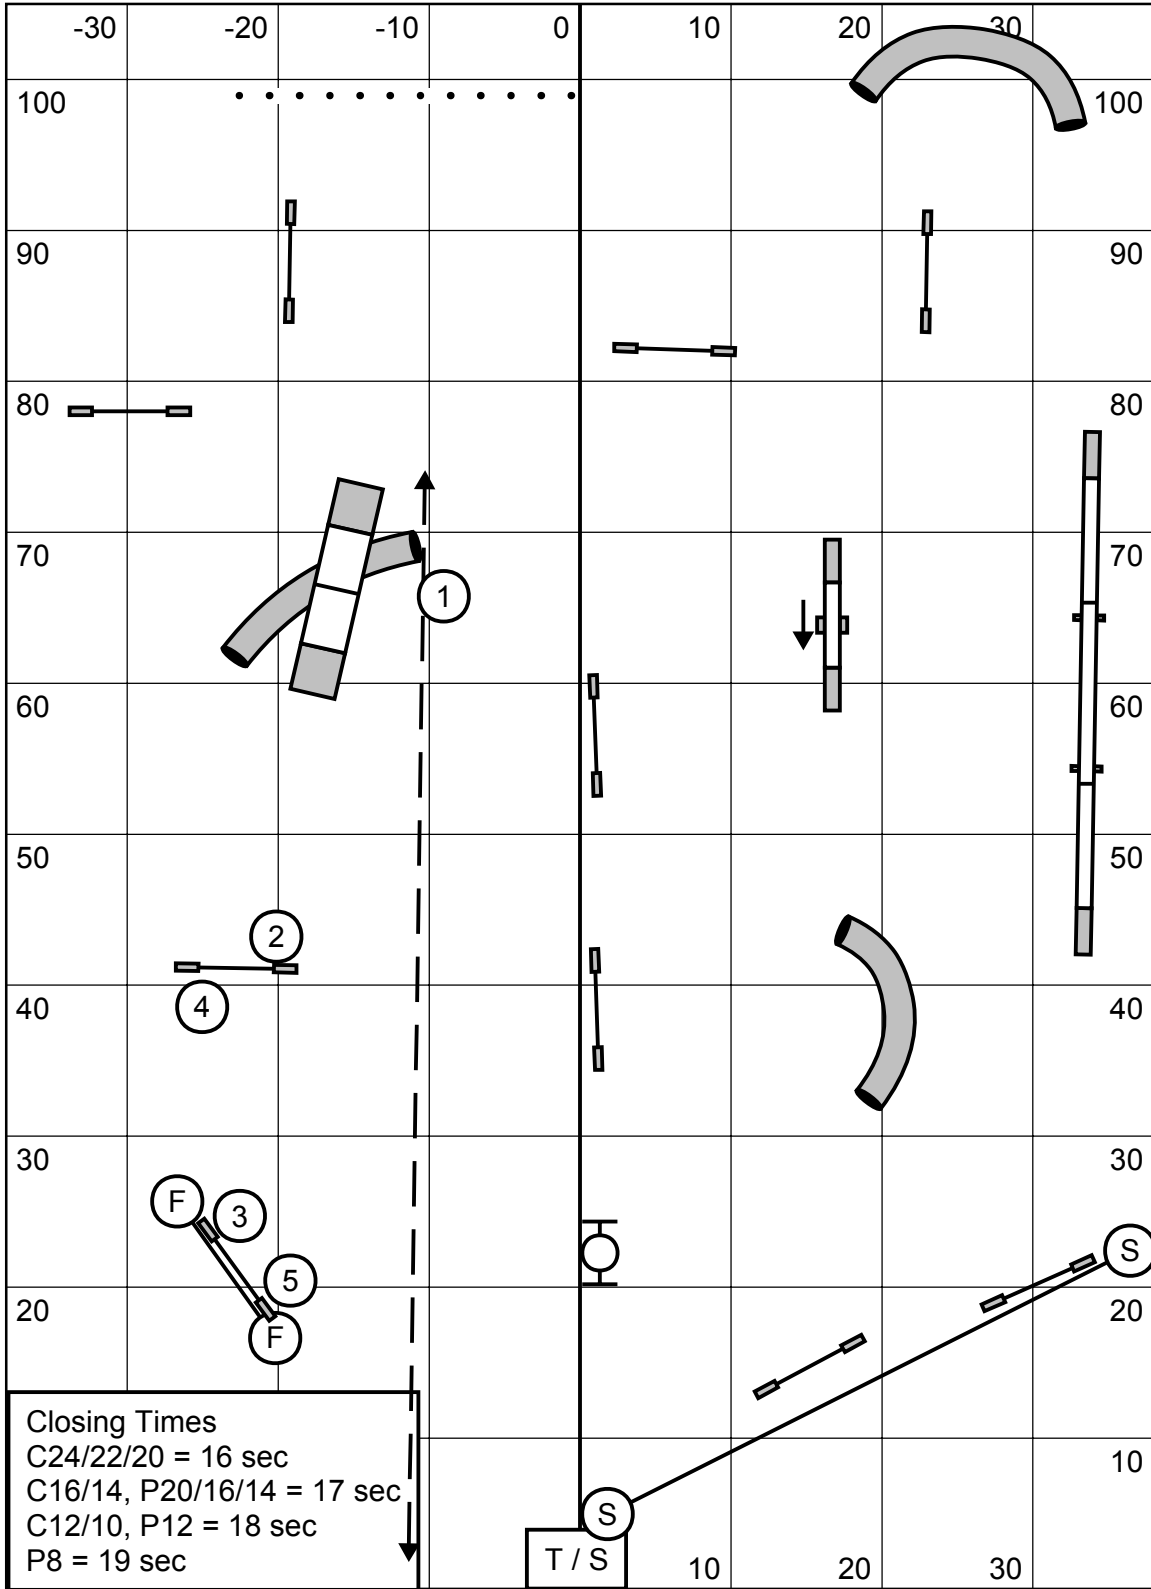 -30 -20 -10 0 10 20 30
100 100
90 90
80 80
70 70
1
60 60
50 50
2
4
40 40
30 30
F 3
S
5
20 20
F
Closing Times
C24/22/20 = 16 sec
C16/14, P20/16/14 = 17 sec
C12/10, P12 = 18 sec
P8 = 19 sec
10
S
T / S
10 20 30